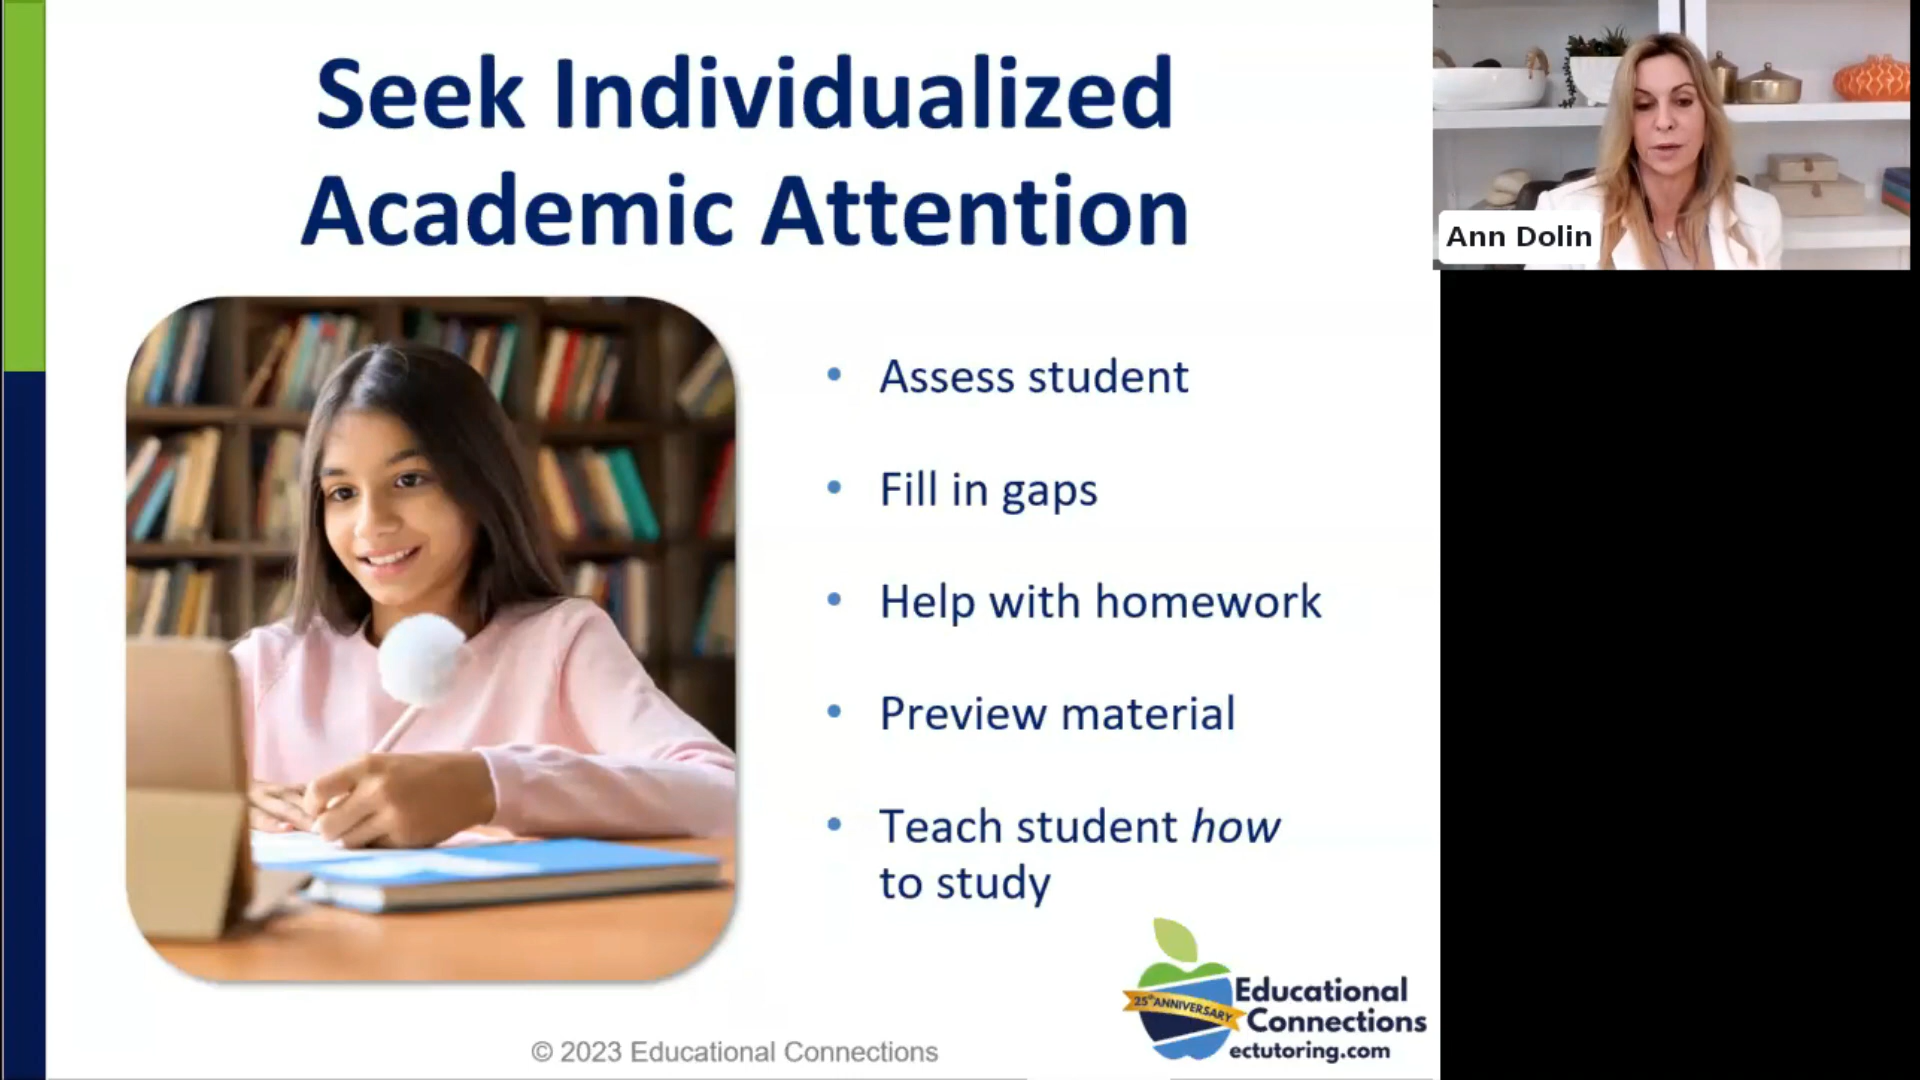 Seek Individualized
Academic Attention
Ann Dolin
• Assess student
• Fill in gaps
• Help with homework
• Preview material
• Teach student how
to study
25th ANNIVERSARY
Educational
Connections
ectutoring.com
© 2023 Educational Connections